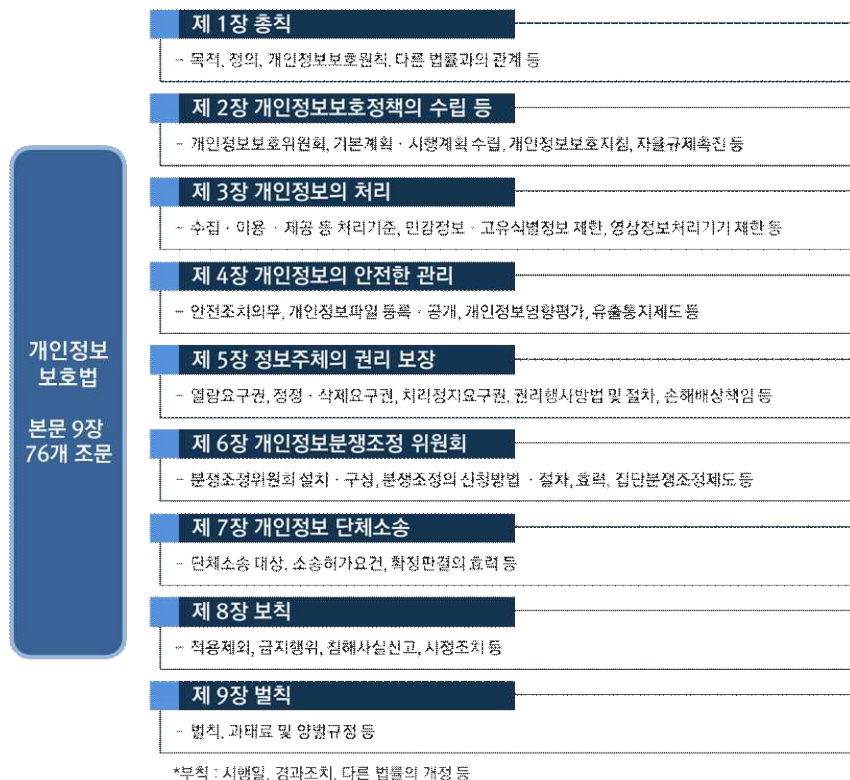 제 1장 총칙
- 목적, 정의, 개인정보보호원칙, 다른 법률과의 관계 등
제 2장 개인정보보호정책의 수립 등
- 개인정보보호위원회, 기본계획 · 시행계획 수립, 개인정보보호지침, 자율규제촉진 등
제 3장 개인정보의 처리
- 수집 · 이용 · 제공 등 처리기준, 민감정보 · 고유식별정보 제한, 영상정보처리기기 제한 등
제 4장 개인정보의 안전한 관리
- 안전조치의무, 개인정보파일 등록 · 공개, 개인정보영향평가, 유출통지제도 등
개인정보
보호법
본문 9장
76개 조문
제 5장 정보주체의 권리 보장
- 열람요구권, 정정 · 삭제요구권, 처리정지요구권, 권리행사방법 및 절차, 손해배상책임 등
제 6장 개인정보분쟁조정 위원회
- 분쟁조정위원회 설치 · 구성, 분쟁조정의 신청방법 · 절차, 효력, 집단분쟁조정제도 등
제 7장 개인정보 단체소송
- 단체소송 대상, 소송허가요건, 확정판결의 효력 등
제 8장 보칙
- 적용제외, 금지행위, 침해사실신고, 시정조치 등
제 9장 벌칙
- 벌칙, 과태료 및 양벌규정 등
*부칙 : 시행일, 경과조치, 다른 법률의 개정 등